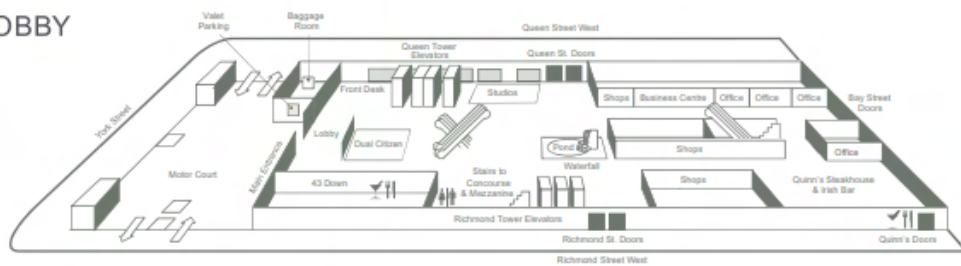 OBBY
Valet
Parking
Baggage
Room
Queen Street West
Queen Tower
Elevators
Queen St. Doors
Front Desk
Studios
Shops
Business Centre
Office
Office
Office
Bay Street
Doors
York Street
Lobby
Dual Citizen
Pond
Waterfall
Shops
Office
Main Entrance
Motor Court
43 Down
Stairs to
Concourse
& Mezzanine
Shops
Quinn's Steakhouse
& Irish Bar
Richmond Tower Elevators
Richmond St. Doors
Quinn's Doors
Richmond Street West